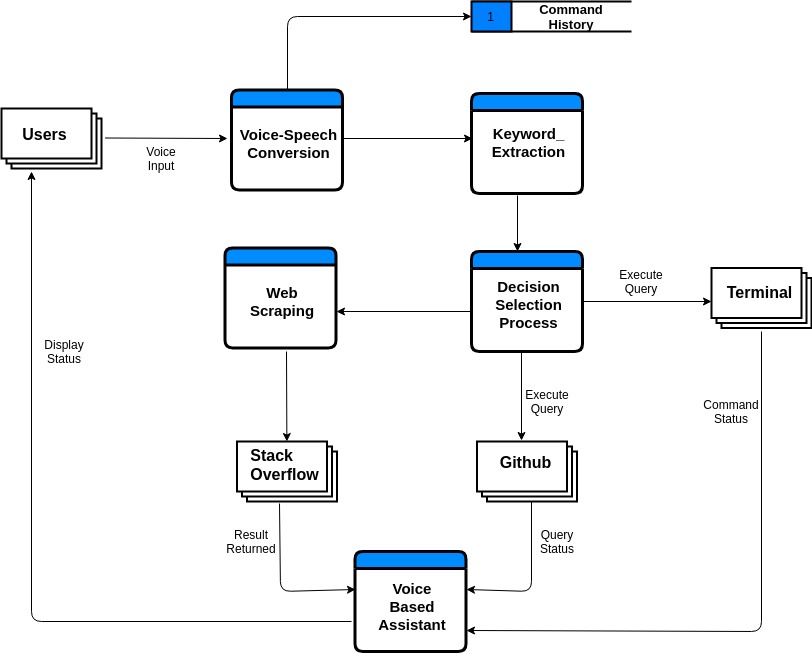 1
Command
History
Users
Voice
Input
Voice-Speech
Conversion
Keyword_
Extraction
Web
Scraping
Decision
Selection
Process
Execute
Query
Terminal
Display
Status
Execute
Query
Command
Status
Stack
Overflow
Github
Result
Returned
Query
Status
Voice
Based
Assistant